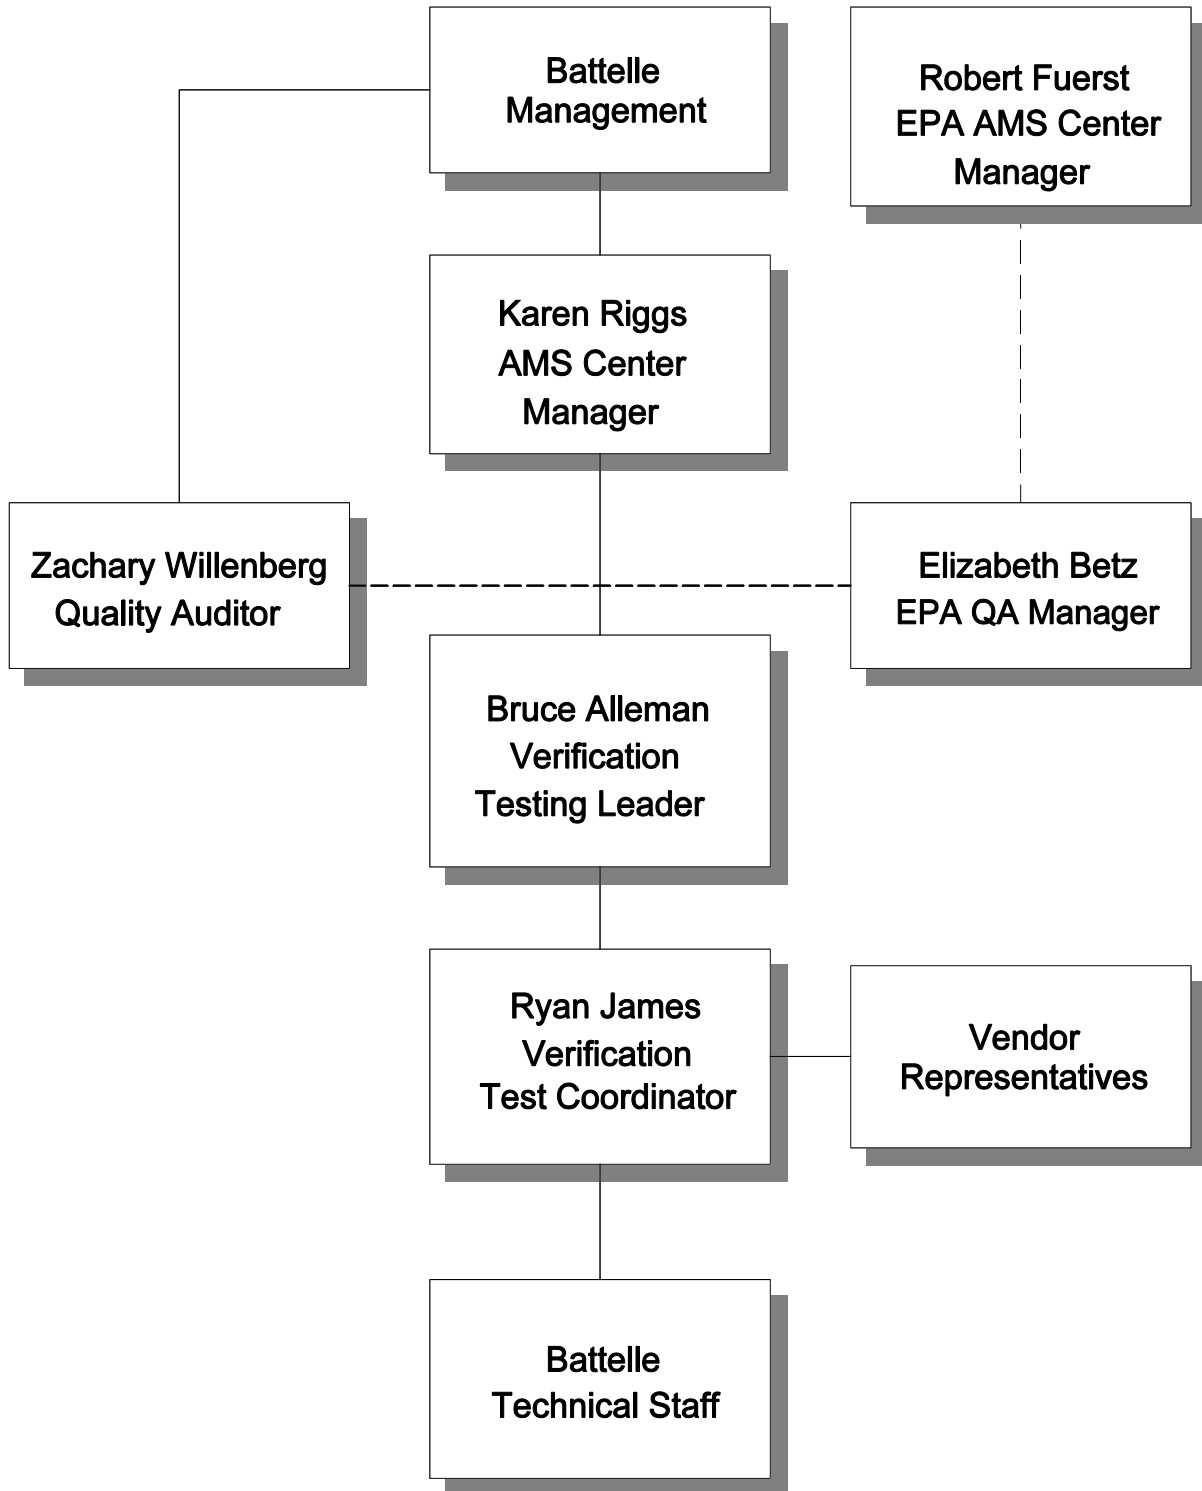 Battelle
Management
Robert Fuerst
EPA AMS Center
Manager
Karen Riggs
AMS Center
Manager
Zachary Willenberg
Quality Auditor
Elizabeth Betz
EPA QA Manager
Bruce Alleman
Verification
Testing Leader
Ryan James
Verification
Test Coordinator
Vendor
Representatives
Battelle
Technical Staff